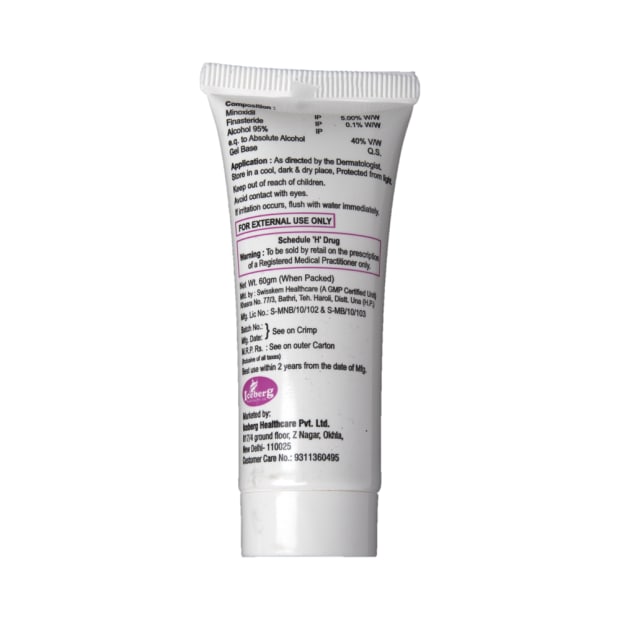 Composition :
Minoxidil IP 5.00% W/W
Finasteride IP 0.1% W/W
Alcohol 95% IP
e.q. to Absolute Alcohol 40% V/W
Gel Base Q.S.
Application : As directed by the Dermatologist.
Store in a cool, dark & dry place, Protected from light,
Keep out of reach of children.
Avoid contact with eyes.
If irritation occurs, flush with water immediately.
FOR EXTERNAL USE ONLY
Schedule 'H' Drug
Warning : To be sold by retail on the prescription
of a Registered Medical Practitioner only.
Net Wt. 60gm (When Packed)
Mfd. by : Swisskem Healthcare (A GMP Certified Unit)
Khasra No. 77/3, Bathri, Teh. Haroli, Distt. Una (H.P.)
Mfg. Lic No.: S-MNB/10/102 & S-MB/10/103
Batch No.:
Mfg. Date: } See on Crimp
M.R.P. Rs. : See on outer Carton
(Inclusive of all taxes)
Best use within 2 years from the date of Mfg.
Iceberg
Marketed by:
Iceberg Healthcare Pvt. Ltd.
817/4 ground floor, Z Nagar, Okhla,
New Delhi- 110025
Customer Care No.: 9311360495